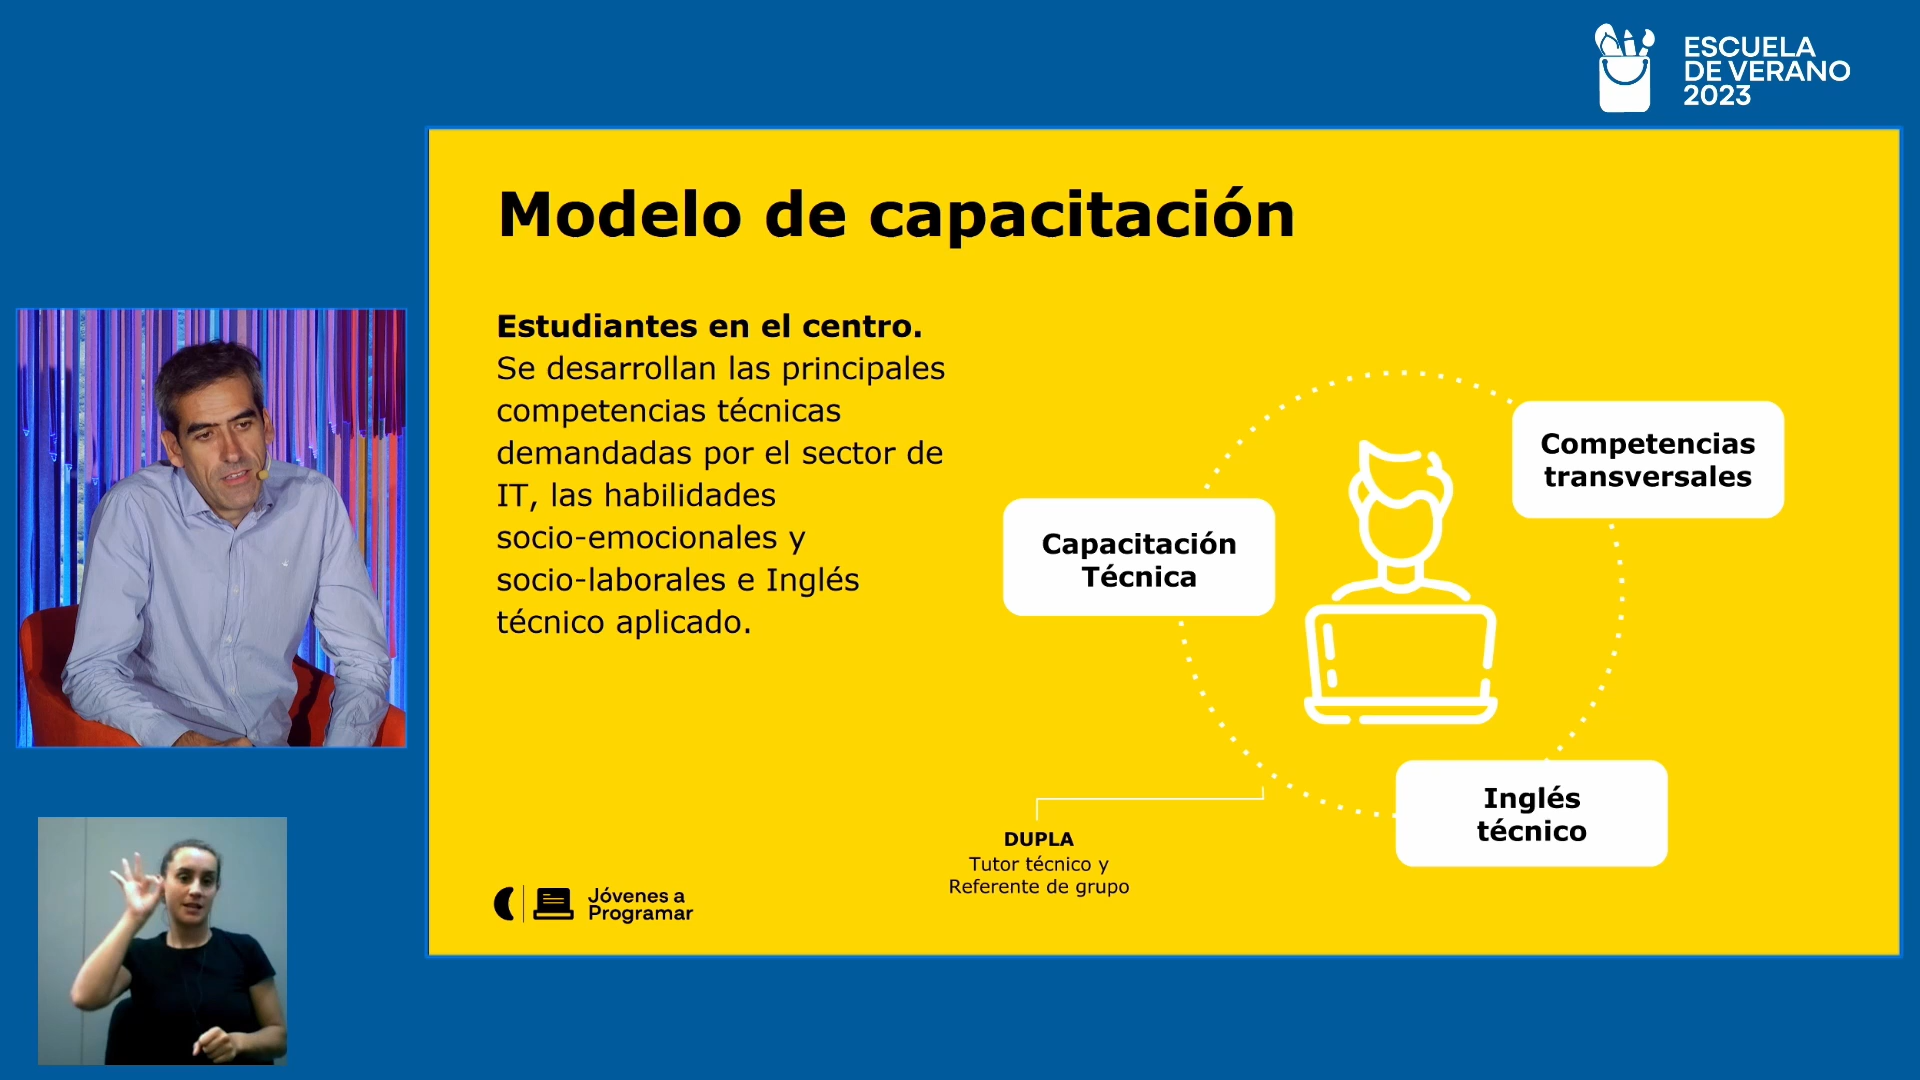 ESCUELA
DE VERANO
2023
Modelo de capacitación
Estudiantes en el centro.
Se desarrollan las principales
competencias técnicas
demandadas por el sector de
IT, las habilidades
socio-emocionales y
socio-laborales e Inglés
técnico aplicado.
Competencias
transversales
Capacitación
Técnica
Inglés
técnico
DUPLA
Tutor técnico y
Referente de grupo
Jóvenes a
Programar